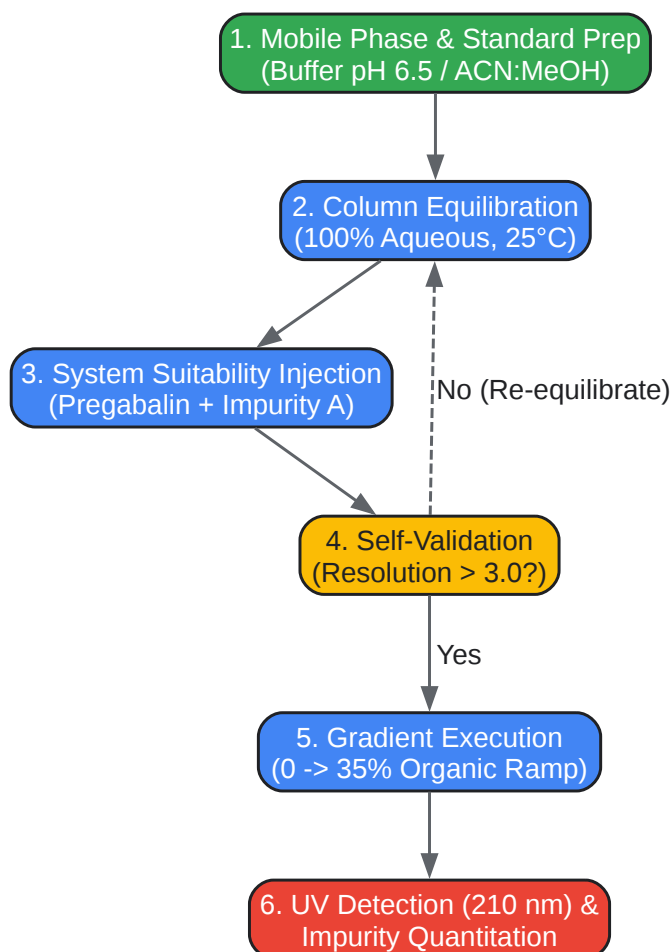 1. Mobile Phase & Standard Prep
(Buffer pH 6.5 / ACN:MeOH)
2. Column Equilibration
(100% Aqueous, 25°C)
3. System Suitability Injection
(Pregabalin + Impurity A)
No (Re-equilibrate)
4. Self-Validation
(Resolution > 3.0?)
Yes
5. Gradient Execution
(0 -> 35% Organic Ramp)
6. UV Detection (210 nm) &
Impurity Quantitation